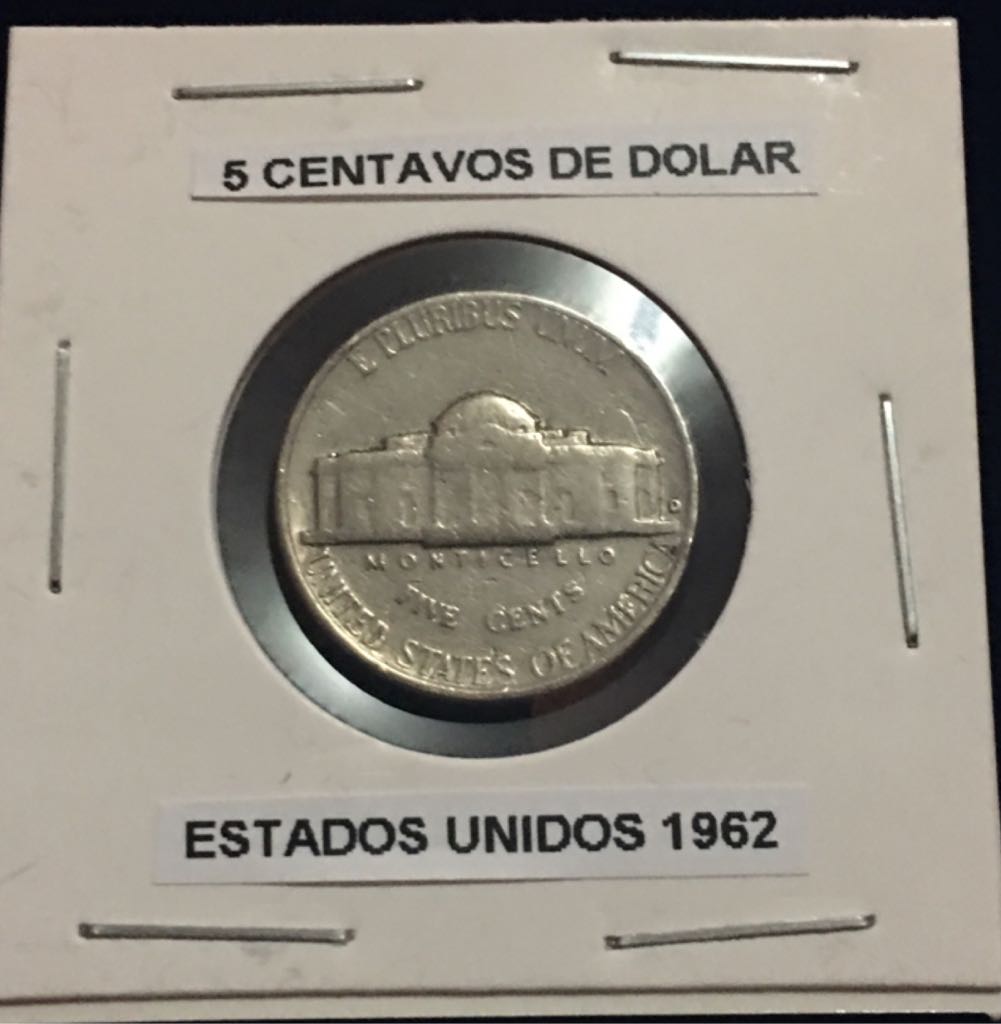 5 CENTAVOS DE DOLAR
E PLURIBUS UNUM
D
MONTICELLO
FIVE CENTS
UNITED STATES OF AMERICA
ESTADOS UNIDOS 1962